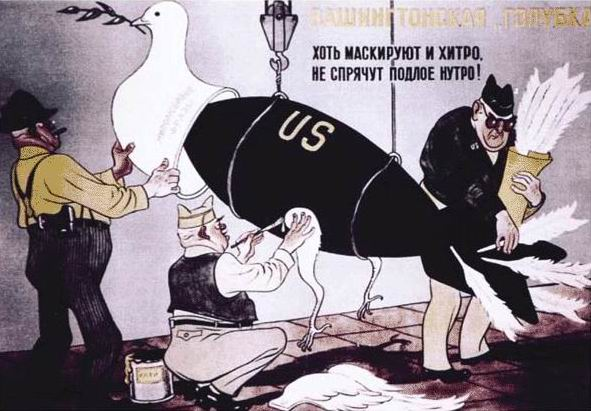 ВАШИНГТОНСКАЯ „ГОЛУБКА
ХОТЬ МАСКИРУЮТ И ХИТРО,
НЕ СПРЯЧУТ ПОДЛОЕ НУТРО!
US